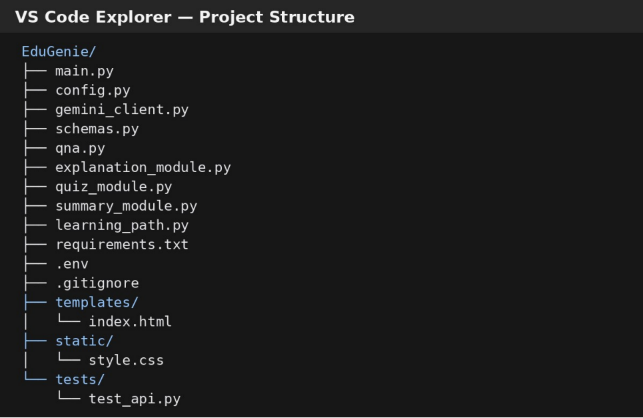 VS Code Explorer — Project Structure
EduGenie/
├── main.py
├── config.py
├── gemini_client.py
├── schemas.py
├── qna.py
├── explanation_module.py
├── quiz_module.py
├── summary_module.py
├── learning_path.py
├── requirements.txt
├── .env
├── .gitignore
├── templates/
│   └── index.html
├── static/
│   └── style.css
└── tests/
    └── test_api.py